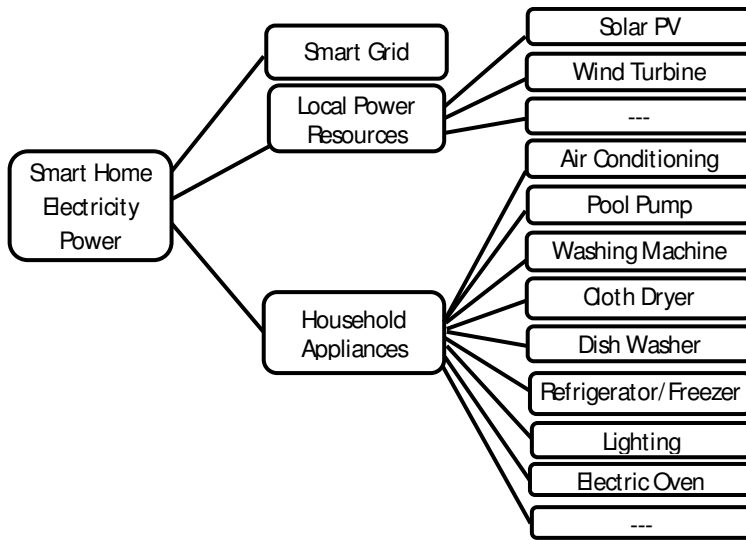 Smart Home
Electricity
Power
Smart Grid
Local Power
Resources
Household
Appliances
Solar PV
Wind Turbine
---
Air Conditioning
Pool Pump
Washing Machine
Cloth Dryer
Dish Washer
Refrigerator/ Freezer
Lighting
Electric Oven
---